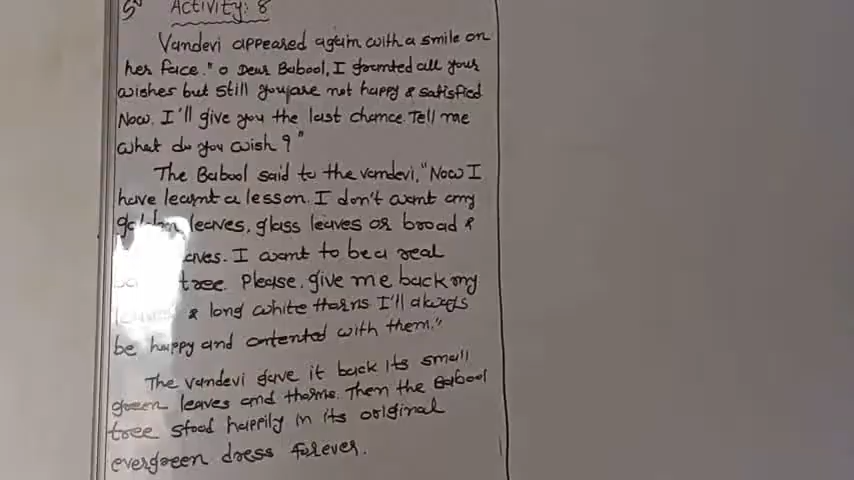 Activity: 8
Vandevi appeared again with a smile on
her face." O Dear Babool, I granted all your
wishes but still you are not happy & satisfied
Now. I'll give you the last chance. Tell me
what do you wish ?"
The Babool said to the vandevi, "Now I
have learnt a lesson. I don't want any
golden leaves, glass leaves or broad &
I want to be a real
tree. Please, give me back my
& long white thorns I'll always
be happy and contented with them."
The vandevi gave it back its small
green leaves and thorns. Then the Babool
tree stood happily in its original
evergreen dress forever.